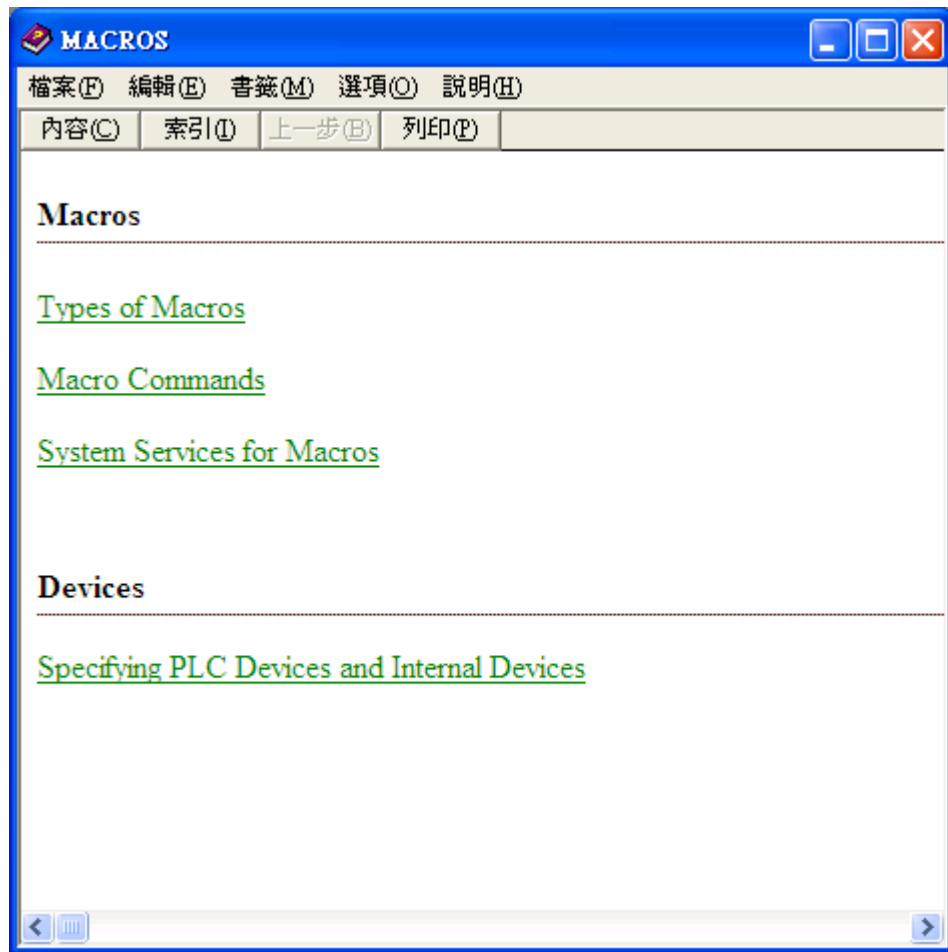 MACROS
檔案(F) 編輯(E) 書籤(M) 選項(O) 說明(H)
內容(C) 索引(I) 上一步(B) 列印(P)
Macros
Types of Macros
Macro Commands
System Services for Macros
Devices
Specifying PLC Devices and Internal Devices